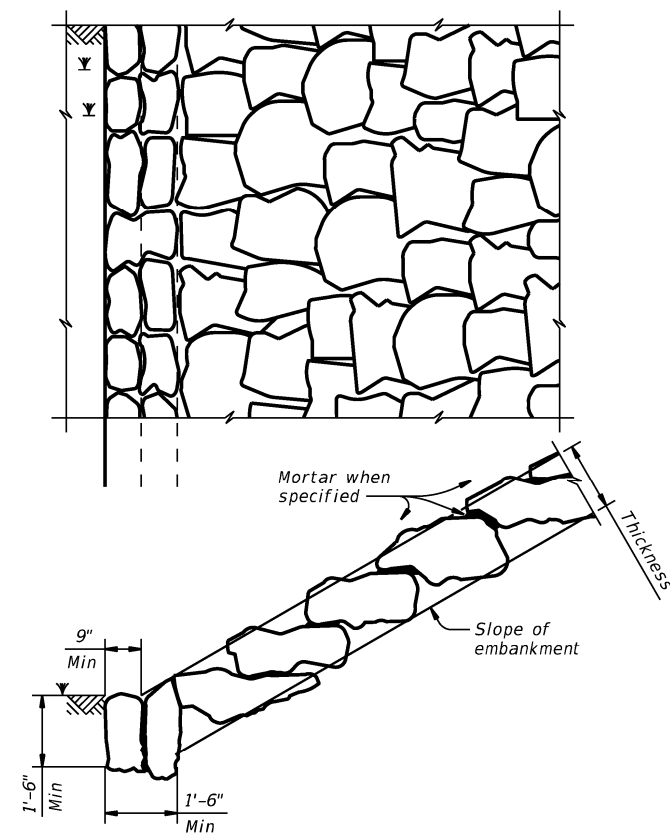 Mortar when
specified
Thickness
Slope of
embankment
9"
Min
1'-6"
Min
1'-6"
Min